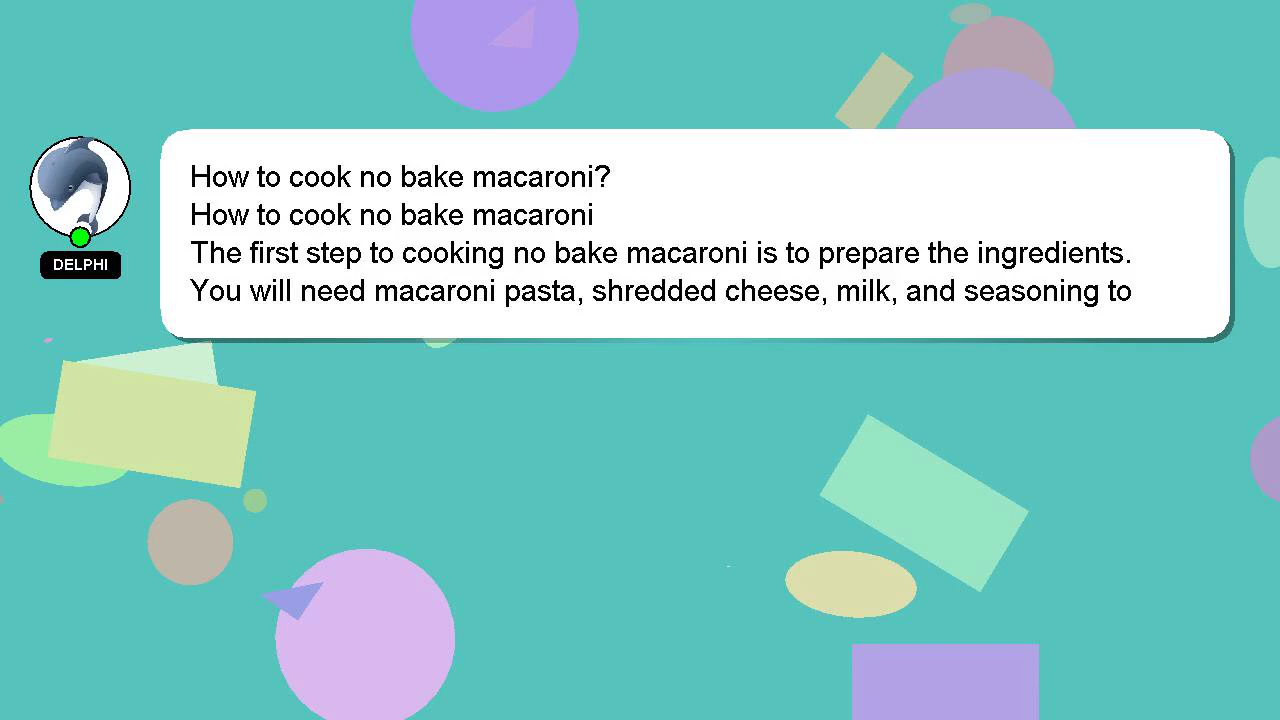 How to cook no bake macaroni?
How to cook no bake macaroni
The first step to cooking no bake macaroni is to prepare the ingredients.
You will need macaroni pasta, shredded cheese, milk, and seasoning to
DELPHI